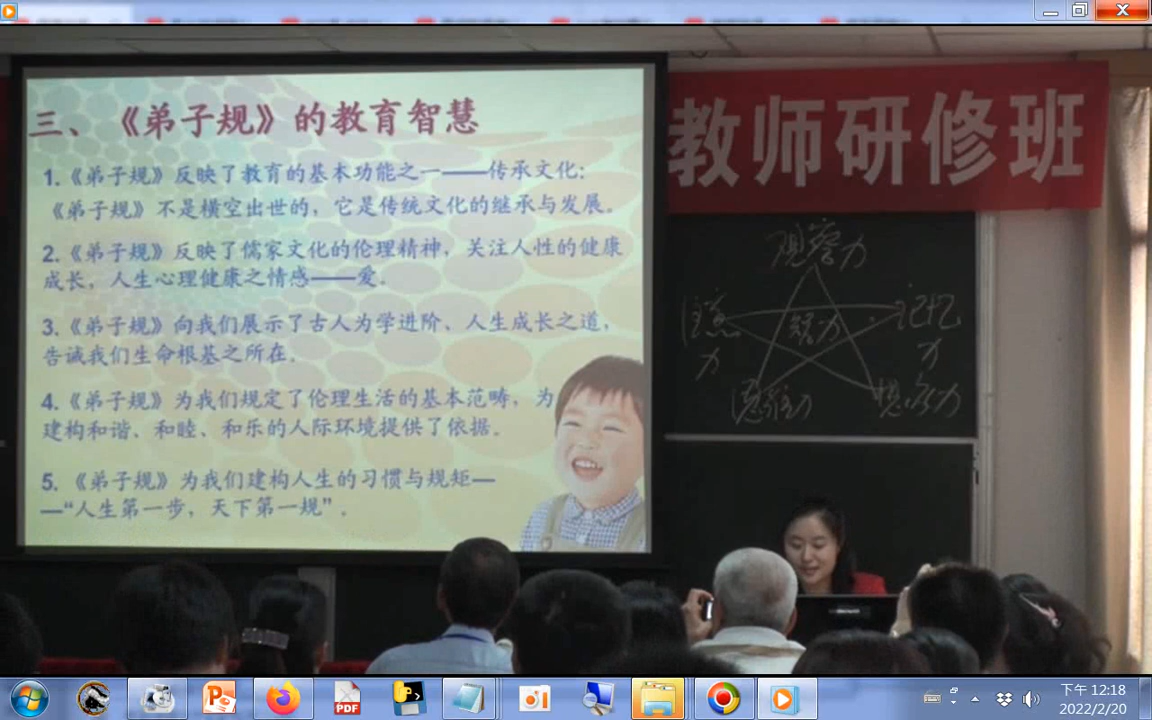 三、《弟子规》的教育智慧
1.《弟子规》反映了教育的基本功能之一——传承文化;
《弟子规》不是横空出世的，它是传统文化的继承与发展。
2.《弟子规》反映了儒家文化的伦理精神，关注人性的健康
成长，人生心理健康之情感——爱。
3.《弟子规》向我们展示了古人为学进阶、人生成长之道，
告诫我们生命根基之所在。
4.《弟子规》为我们规定了伦理生活的基本范畴，为
建构和谐、和睦、和乐的人际环境提供了依据。
5.《弟子规》为我们建构人生的习惯与规矩—
—“人生第一步，天下第一规”.
教师研修班
观察力
注意
力
智力
记忆
力
思维力
想象力
PDF
下午 12:18
2022/2/20